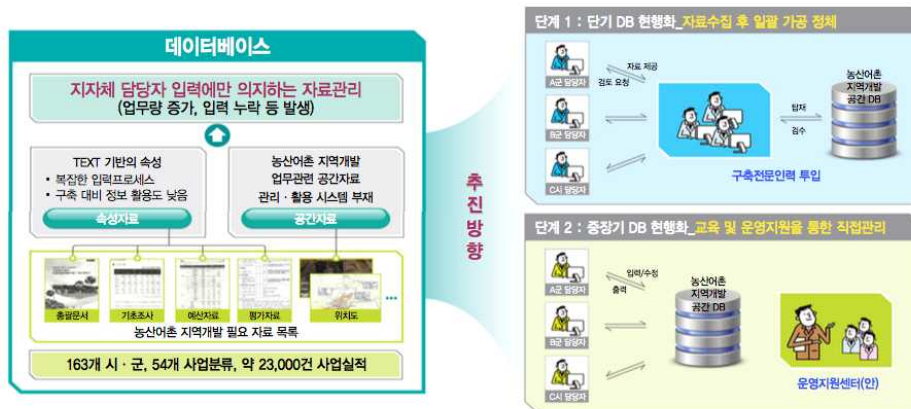 데이터베이스
지자체 담당자 입력에만 의지하는 자료관리
(업무량 증가, 입력 누락 등 발생)
TEXT 기반의 속성
• 복잡한 입력프로세스
• 구축 대비 정보 활용도 낮음
속성자료
농산어촌 지역개발
업무관련 공간자료
관리 · 활용 시스템 부재
공간자료
총괄문서
기초조사
예산자료
평가자료
위치도
...
농산어촌 지역개발 필요 자료 목록
163개 시 · 군, 54개 사업분류, 약 23,000건 사업실적
추진방향
단계 1 : 단기 DB 현행화_자료수집 후 일괄 가공 정체
A군 담당자
B군 담당자
C시 담당자
자료 제공
검토 요청
구축전문인력 투입
탑재
검수
농산어촌
지역개발
공간 DB
단계 2 : 중장기 DB 현행화_교육 및 운영지원을 통한 직접관리
A군 담당자
B군 담당자
C시 담당자
입력/수정
출력
농산어촌
지역개발
공간 DB
운영지원센터(안)